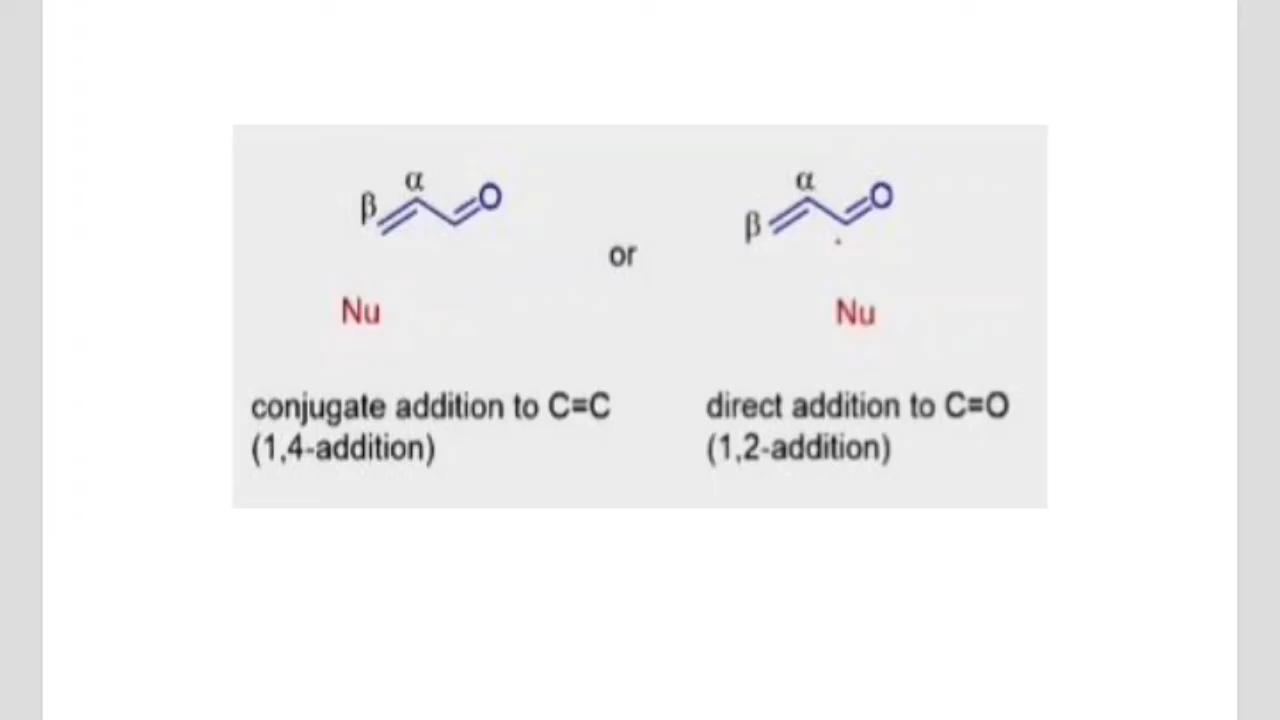 α
β
O
Nu
conjugate addition to C=C
(1,4-addition)
or
α
β
O
Nu
direct addition to C=O
(1,2-addition)